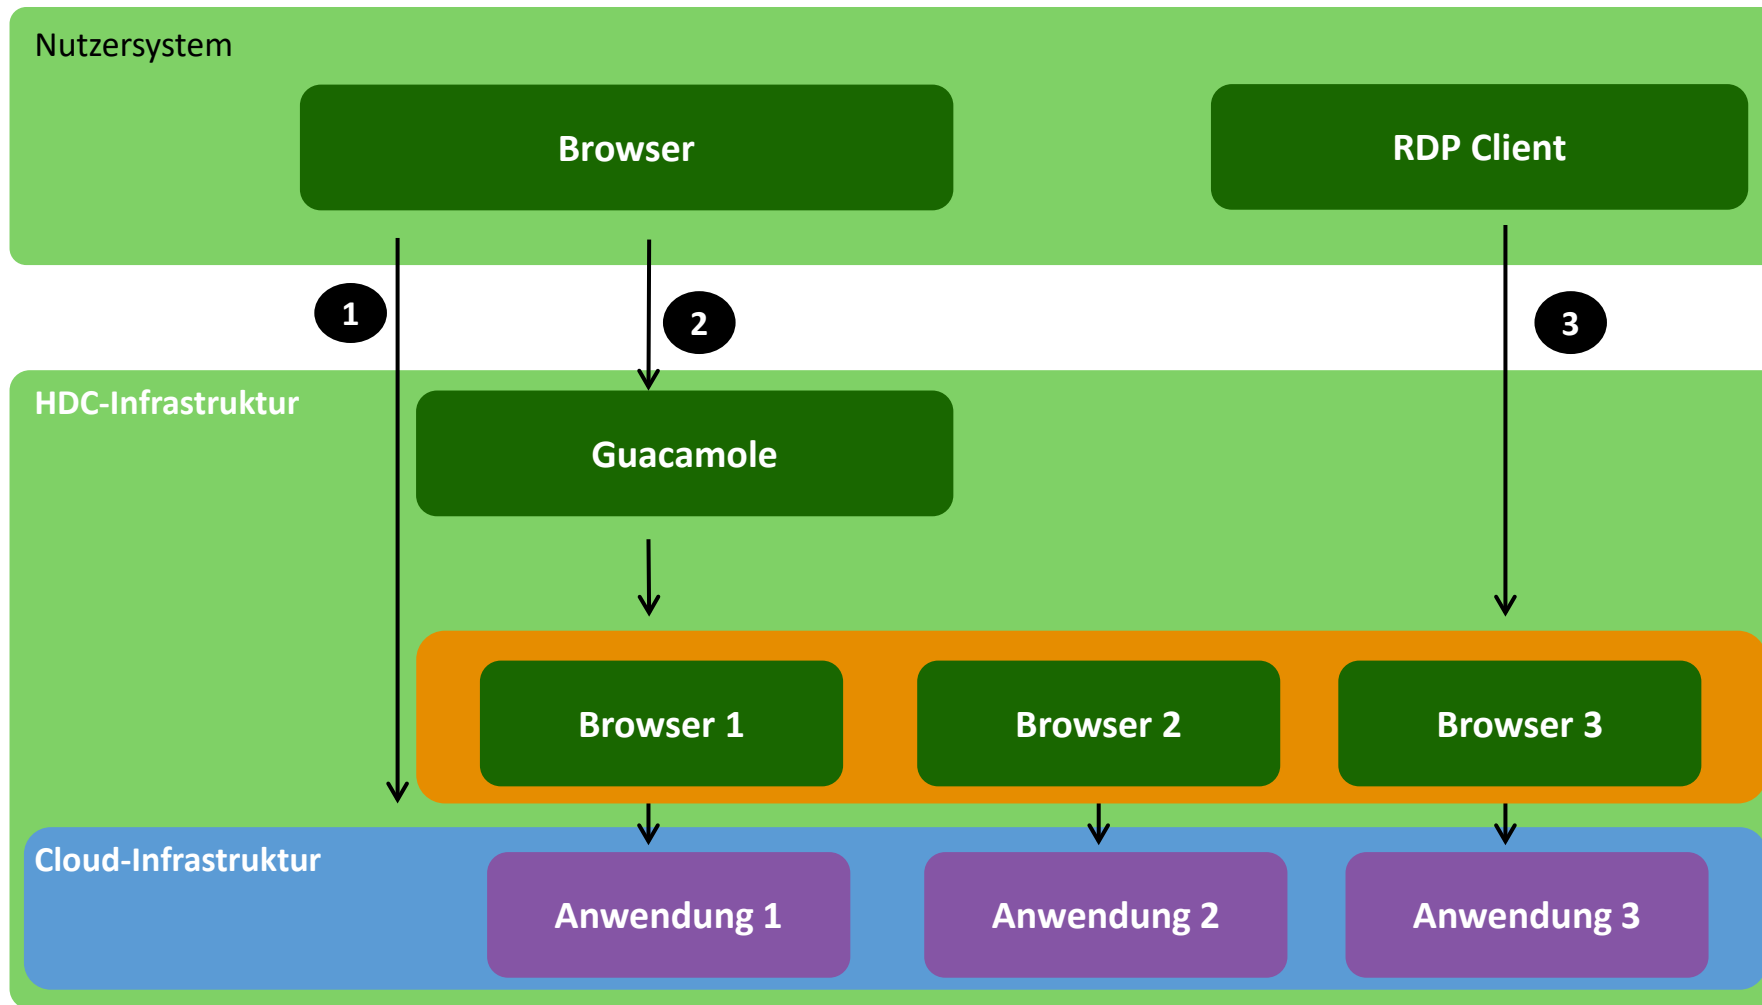 Nutzersystem
Browser
RDP Client
1
2
3
HDC-Infrastruktur
Guacamole
Browser 1
Browser 2
Browser 3
Cloud-Infrastruktur
Anwendung 1
Anwendung 2
Anwendung 3